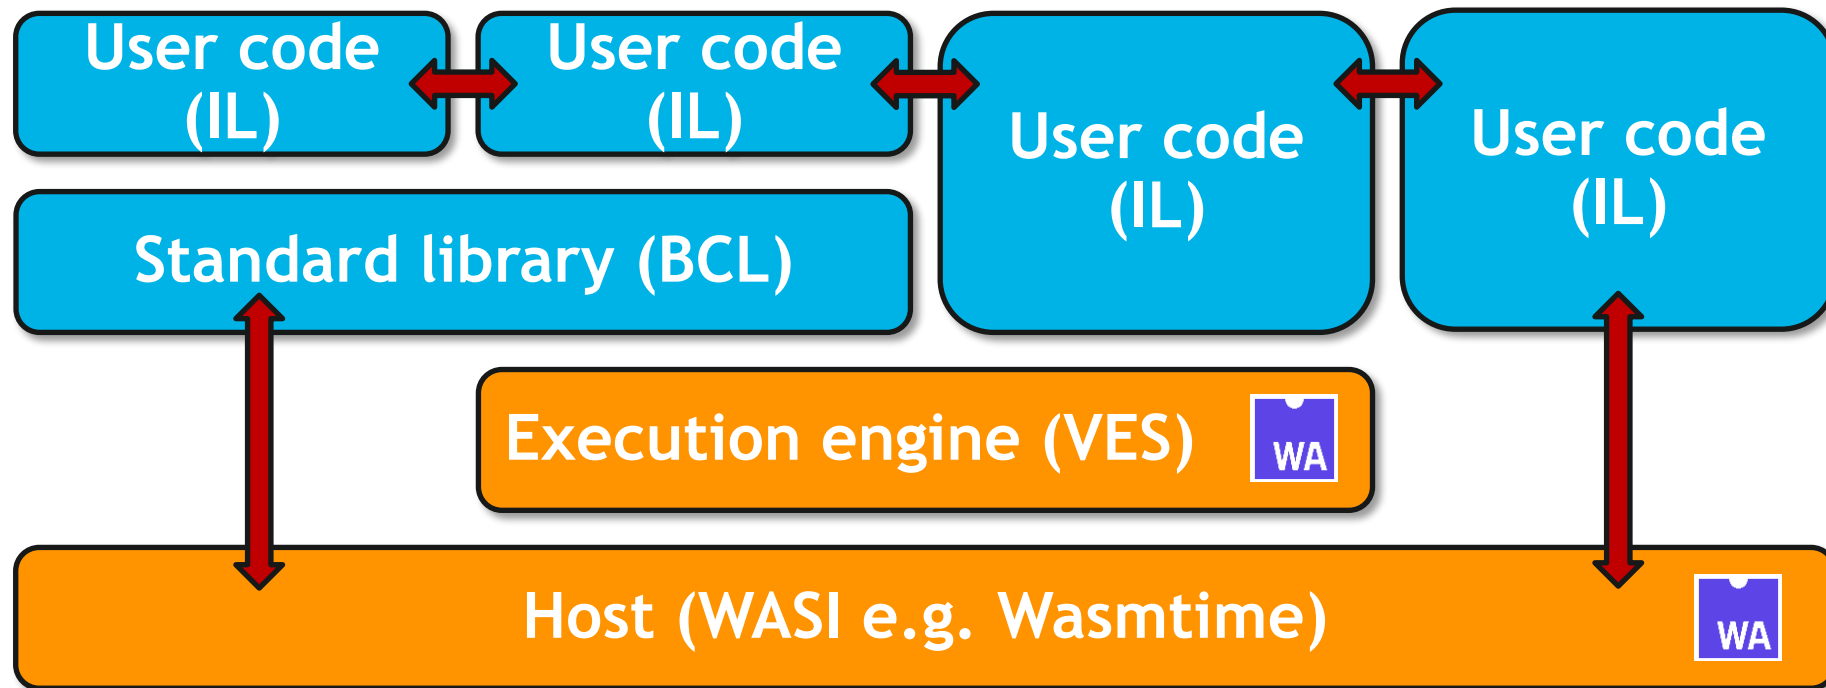 User code
(IL)
User code
(IL)
User code
(IL)
User code
(IL)
Standard library (BCL)
Execution engine (VES)
WA
Host (WASI e.g. Wasmtime)
WA